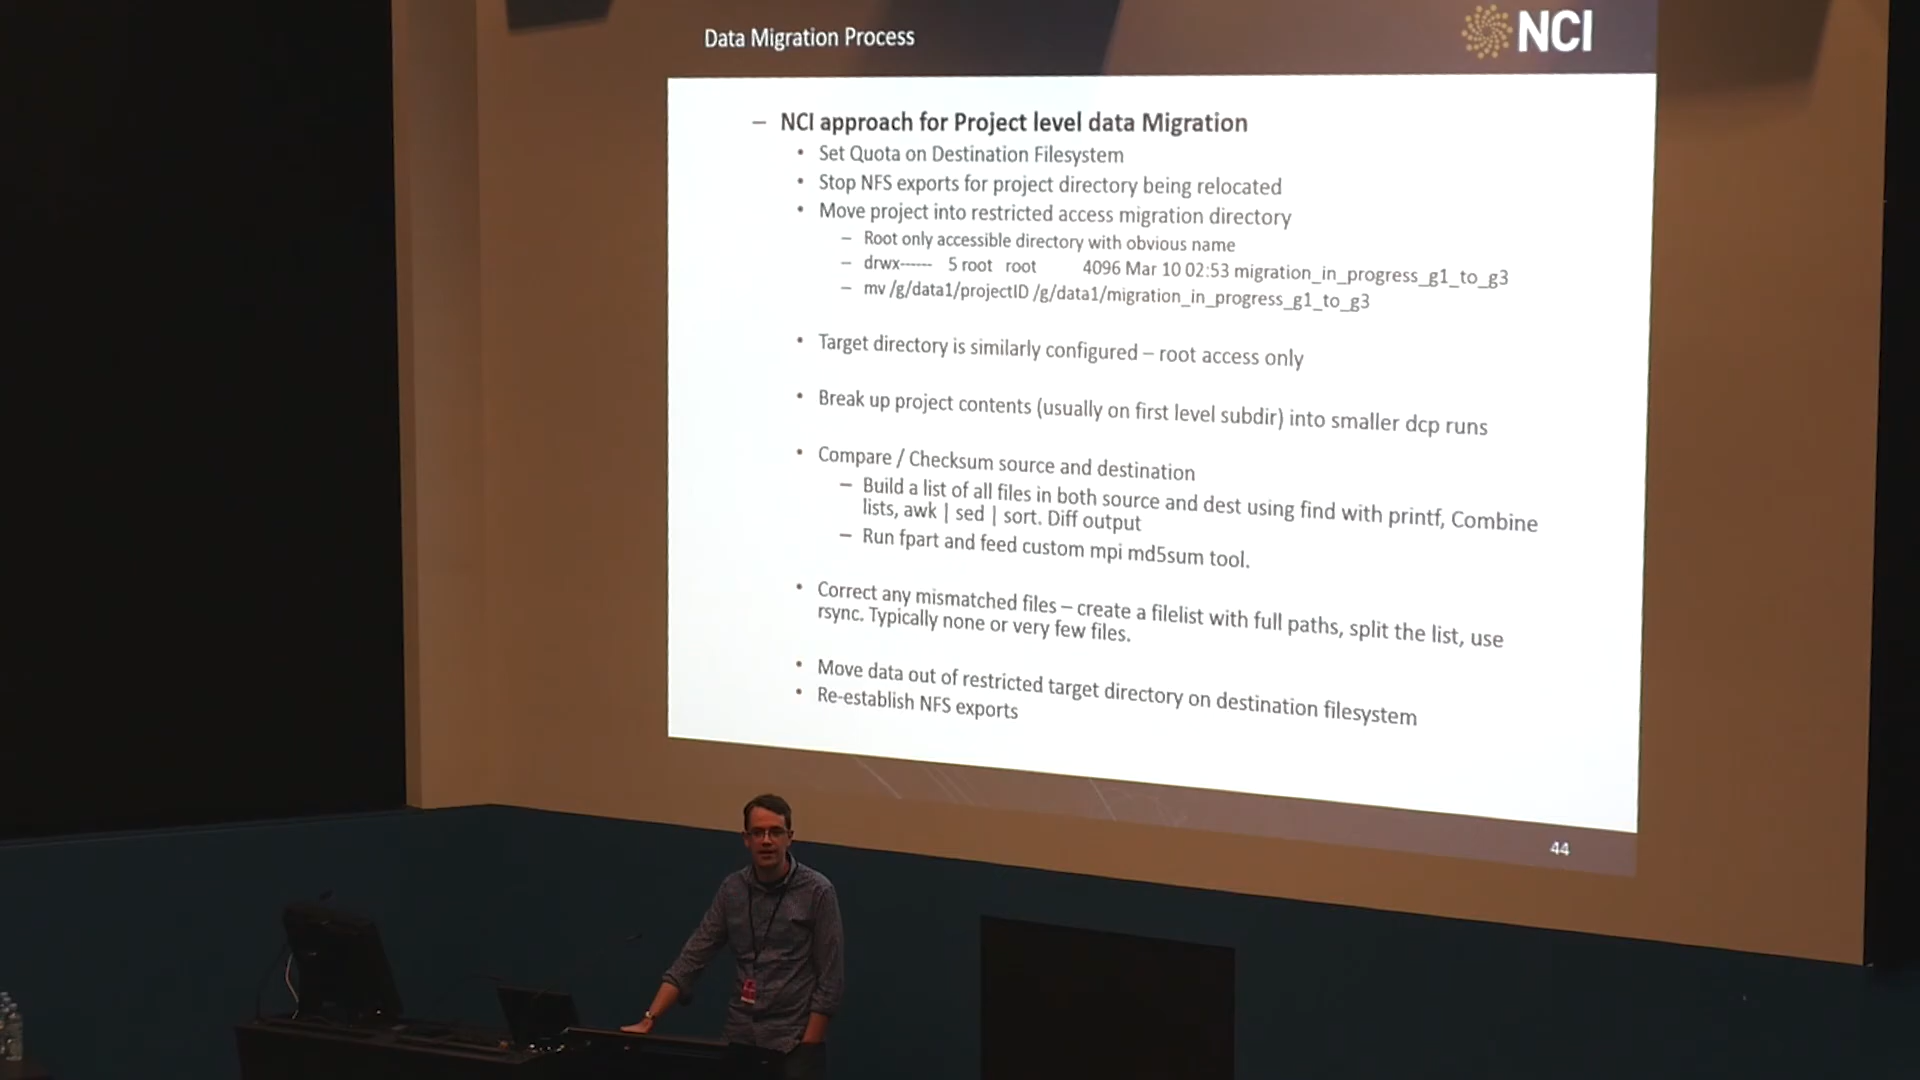 Data Migration Process
NCI
– NCI approach for Project level data Migration
• Set Quota on Destination Filesystem
• Stop NFS exports for project directory being relocated
• Move project into restricted access migration directory
– Root only accessible directory with obvious name
– drwx------ 5 root root 4096 Mar 10 02:53 migration_in_progress_g1_to_g3
– mv /g/data1/projectID /g/data1/migration_in_progress_g1_to_g3
• Target directory is similarly configured – root access only
• Break up project contents (usually on first level subdir) into smaller dcp runs
• Compare / Checksum source and destination
– Build a list of all files in both source and dest using find with printf, Combine
lists, awk | sed | sort. Diff output
– Run fpart and feed custom mpi md5sum tool.
• Correct any mismatched files – create a filelist with full paths, split the list, use
rsync. Typically none or very few files.
• Move data out of restricted target directory on destination filesystem
• Re-establish NFS exports
44